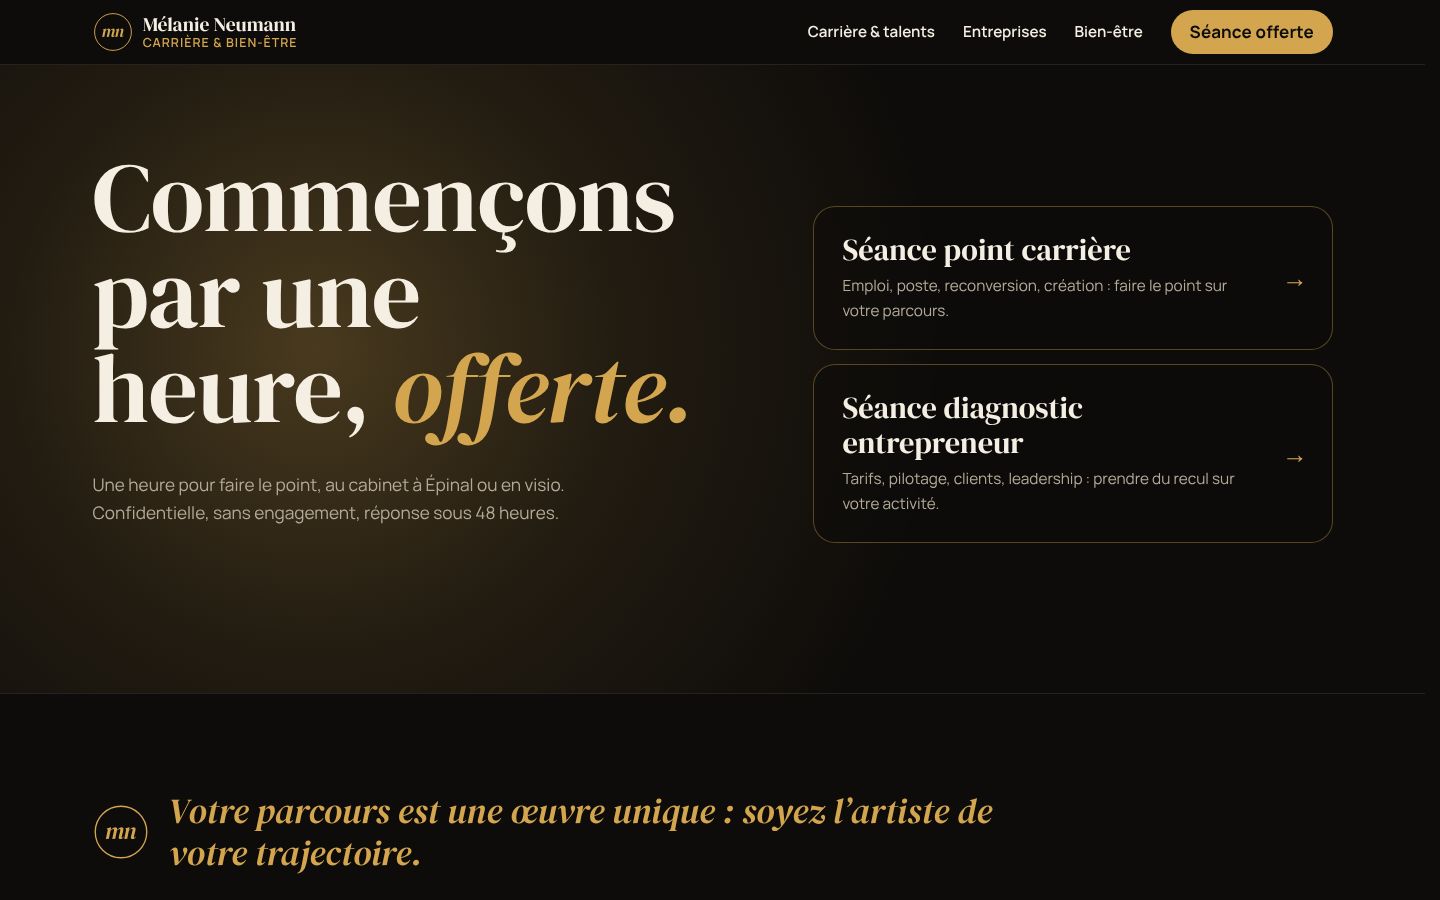 mn
Mélanie Neumann
CARRIÈRE & BIEN-ÊTRE
Carrière & talents
Entreprises
Bien-être
Séance offerte
Commençons
par une
heure, offerte.
Une heure pour faire le point, au cabinet à Épinal ou en visio.
Confidentielle, sans engagement, réponse sous 48 heures.
Séance point carrière
Emploi, poste, reconversion, création : faire le point sur
votre parcours.
→
Séance diagnostic
entrepreneur
Tarifs, pilotage, clients, leadership : prendre du recul sur
votre activité.
→
mn
Votre parcours est une œuvre unique : soyez l’artiste de
votre trajectoire.